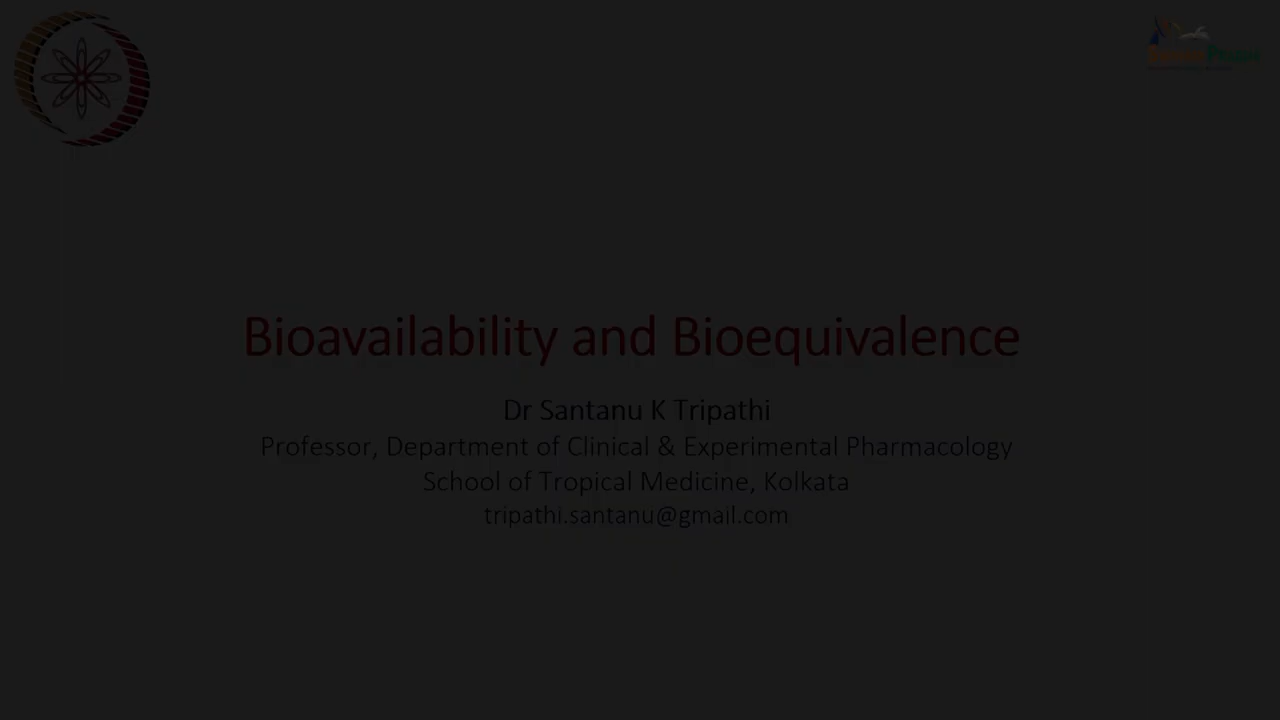 Bioavailability and Bioequivalence
Dr Santanu K Tripathi
Professor, Department of Clinical & Experimental Pharmacology
School of Tropical Medicine, Kolkata
tripathi.santanu@gmail.com